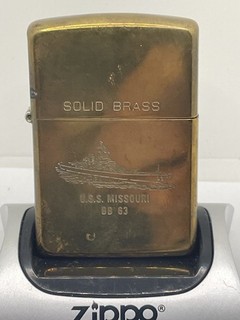 SOLID BRASS
U.S.S. MISSOURI
BB 63
Zippo